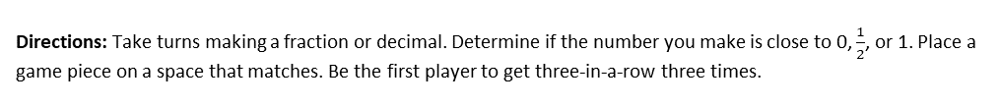 Directions: Take turns making a fraction or decimal. Determine if the number you make is close to 0, 1/2, or 1. Place a
game piece on a space that matches. Be the first player to get three-in-a-row three times.